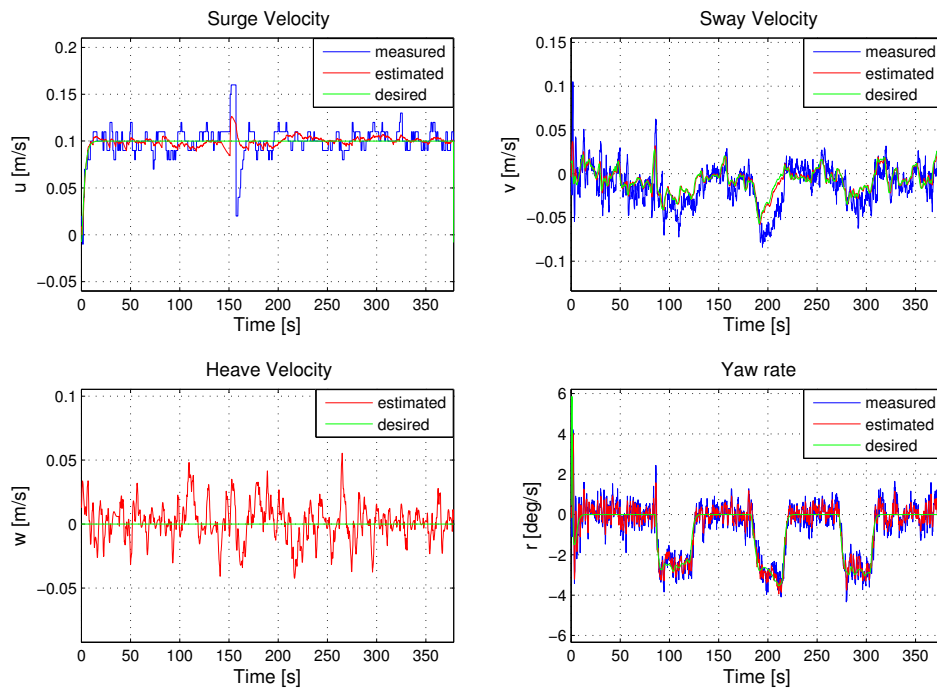 Surge Velocity
0.2
0.15
0.1
0.05
0
−0.05
u [m/s]
measured
estimated
desired
0 50 100 150 200 250 300 350
Time [s]
Sway Velocity
0.15
0.1
0.05
0
−0.05
−0.1
v [m/s]
measured
estimated
desired
0 50 100 150 200 250 300 350
Time [s]
Heave Velocity
0.1
0.05
0
−0.05
w [m/s]
estimated
desired
0 50 100 150 200 250 300 350
Time [s]
Yaw rate
6
4
2
0
−2
−4
−6
r [deg/s]
measured
estimated
desired
0 50 100 150 200 250 300 350
Time [s]